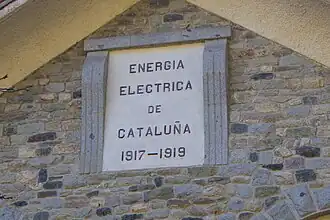 ENERGIA
ELECTRICA
DE
CATALUÑA
1917-1919